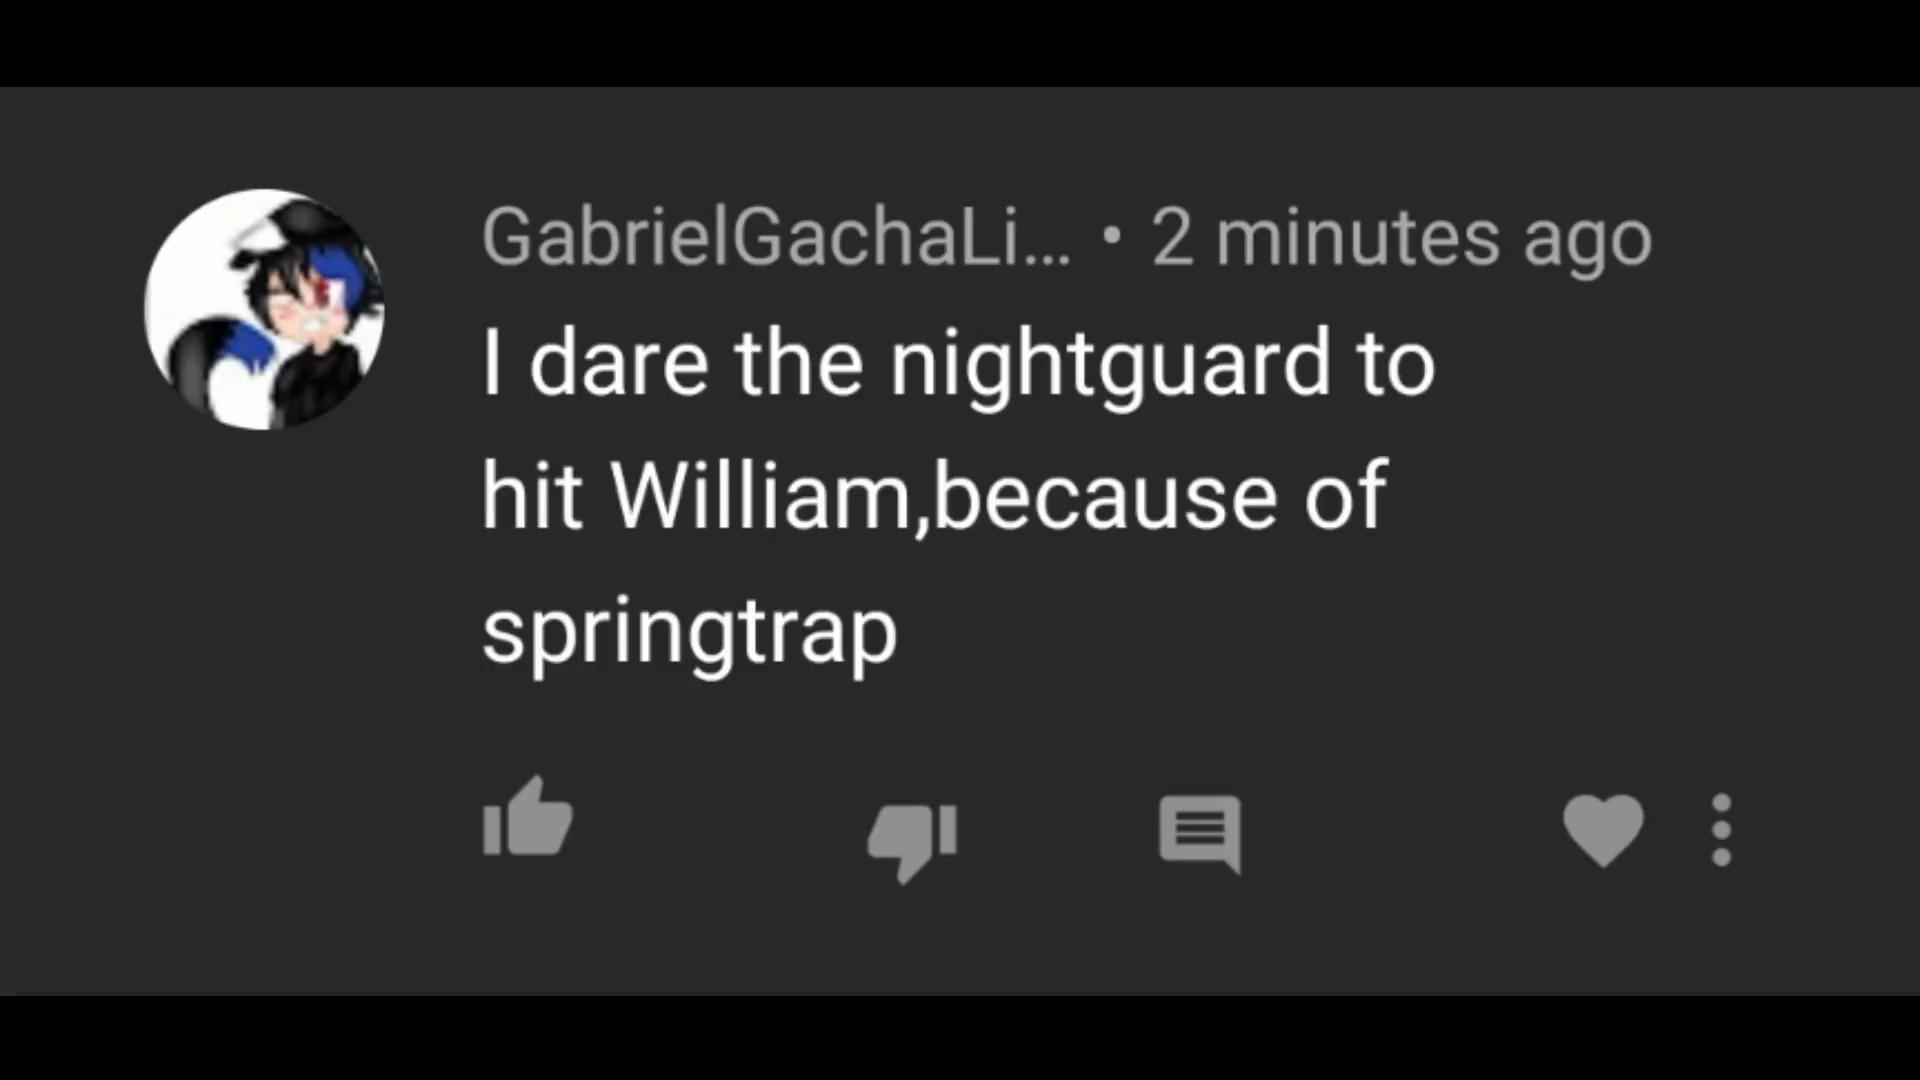 GabrielGachaLi... • 2 minutes ago
I dare the nightguard to
hit William,because of
springtrap